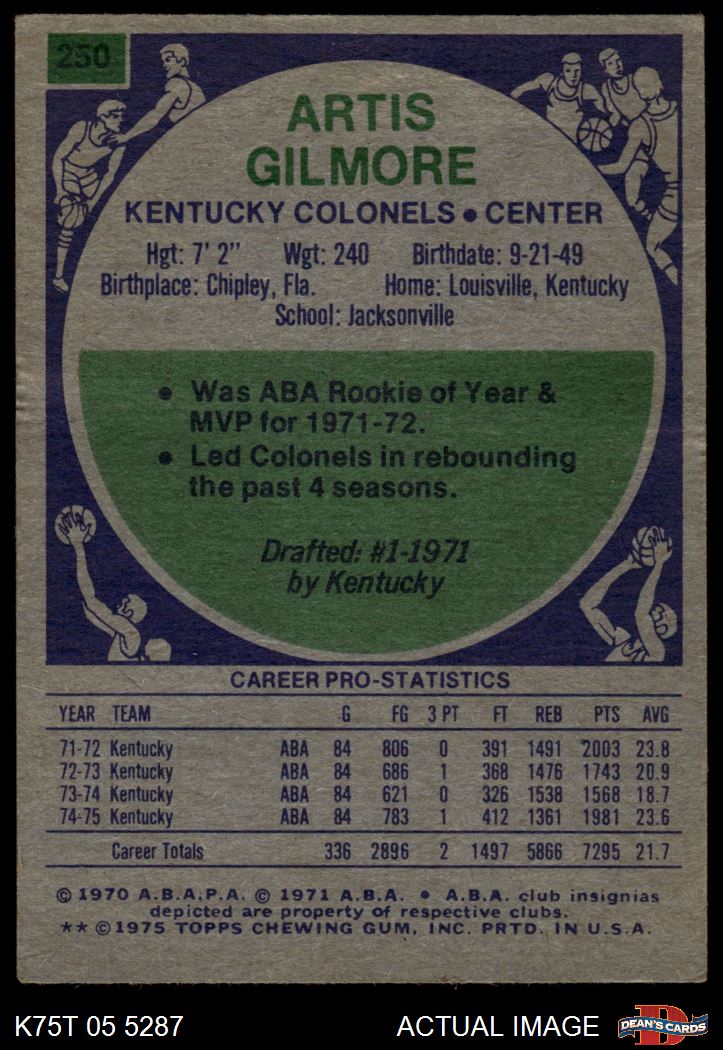 250
ARTIS
GILMORE
KENTUCKY COLONELS • CENTER
Hgt: 7' 2" Wgt: 240 Birthdate: 9-21-49
Birthplace: Chipley, Fla. Home: Louisville, Kentucky
School: Jacksonville
• Was ABA Rookie of Year &
MVP for 1971-72.
• Led Colonels in rebounding
the past 4 seasons.
Drafted: #1-1971
by Kentucky
CAREER PRO-STATISTICS
YEAR TEAM G FG 3 PT FT REB PTS AVG
71-72 Kentucky ABA 84 806 0 391 1491 2003 23.8
72-73 Kentucky ABA 84 686 1 368 1476 1743 20.9
73-74 Kentucky ABA 84 621 0 326 1538 1568 18.7
74-75 Kentucky ABA 84 783 1 412 1361 1981 23.6
Career Totals 336 2896 2 1497 5866 7295 21.7
© 1970 A.B.A.P.A. © 1971 A.B.A. • A.B.A. club insignias
depicted are property of respective clubs.
** © 1975 TOPPS CHEWING GUM, INC. PRTD. IN U.S.A.
K75T 05 5287 ACTUAL IMAGE D DEAN'S CARDS